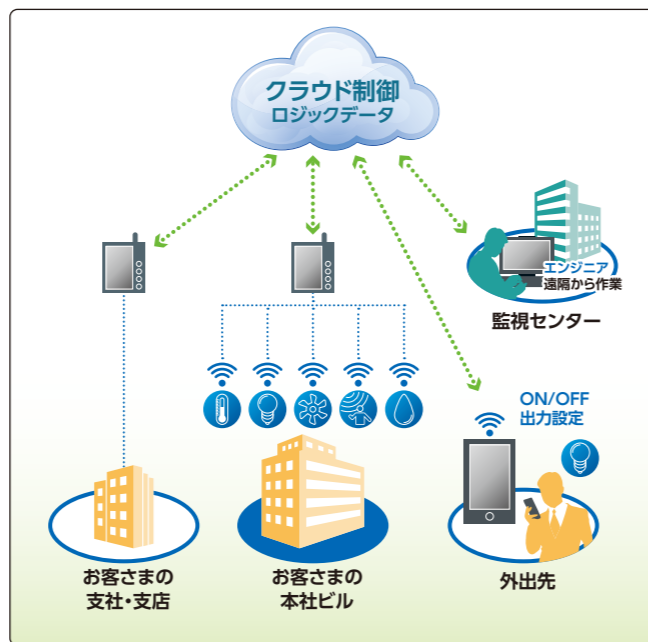 クラウド制御
ロジックデータ
エンジニア
遠隔から作業
監視センター
ON/OFF
出力設定
お客さまの
支社・支店
お客さまの
本社ビル
外出先